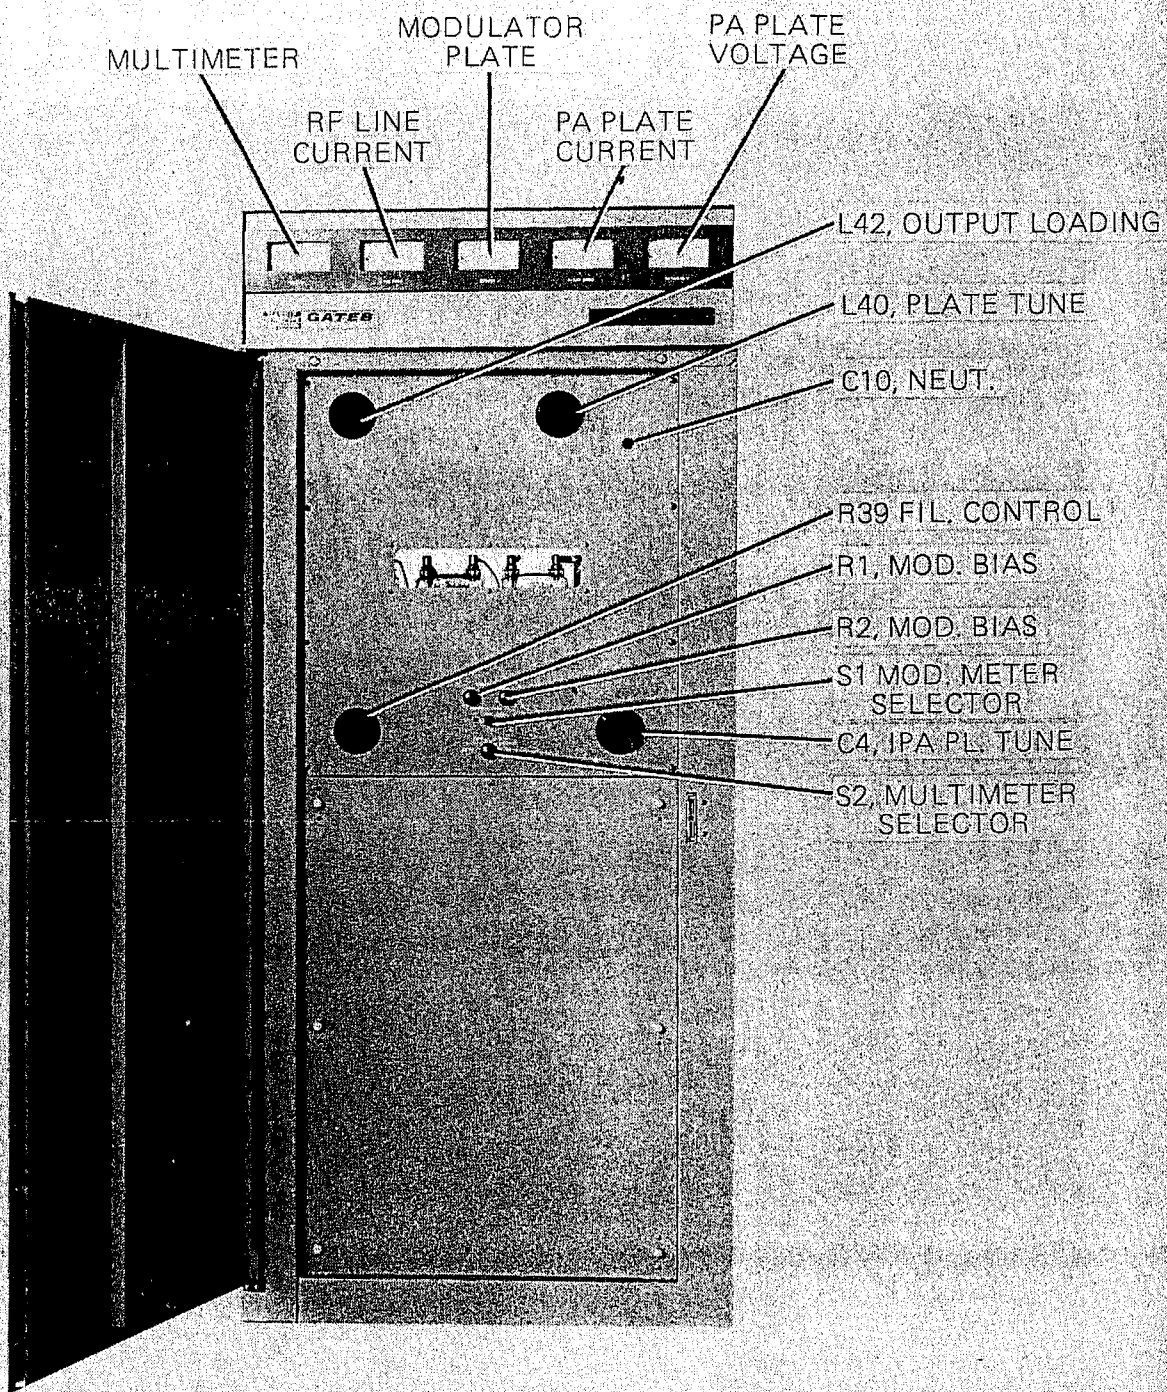 MULTIMETER
MODULATOR
PLATE
PA PLATE
VOLTAGE
RF LINE
CURRENT
PA PLATE
CURRENT
L42, OUTPUT LOADING
L40, PLATE TUNE
GATES
C10, NEUT.
R39 FIL. CONTROL
R1, MOD. BIAS
R2, MOD. BIAS
S1 MOD. METER
SELECTOR
C4, IPA PL. TUNE
S2, MULTIMETER
SELECTOR